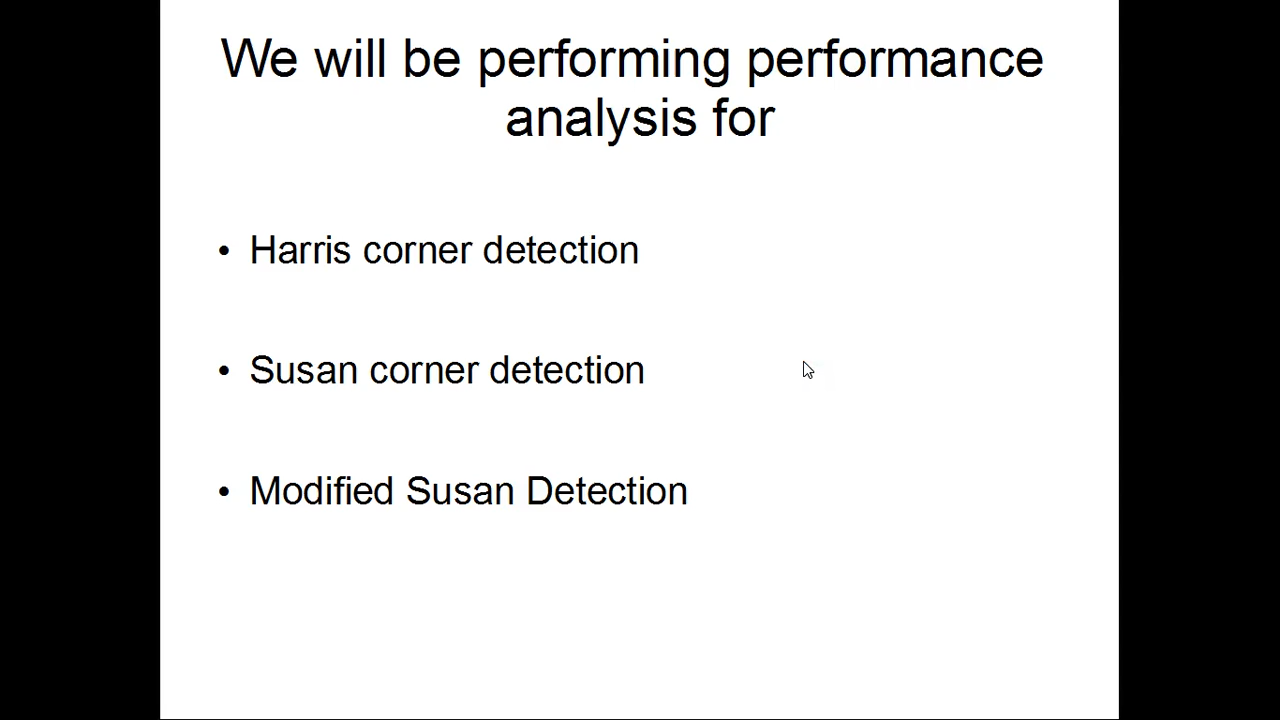 We will be performing performance
analysis for
• Harris corner detection
• Susan corner detection
• Modified Susan Detection